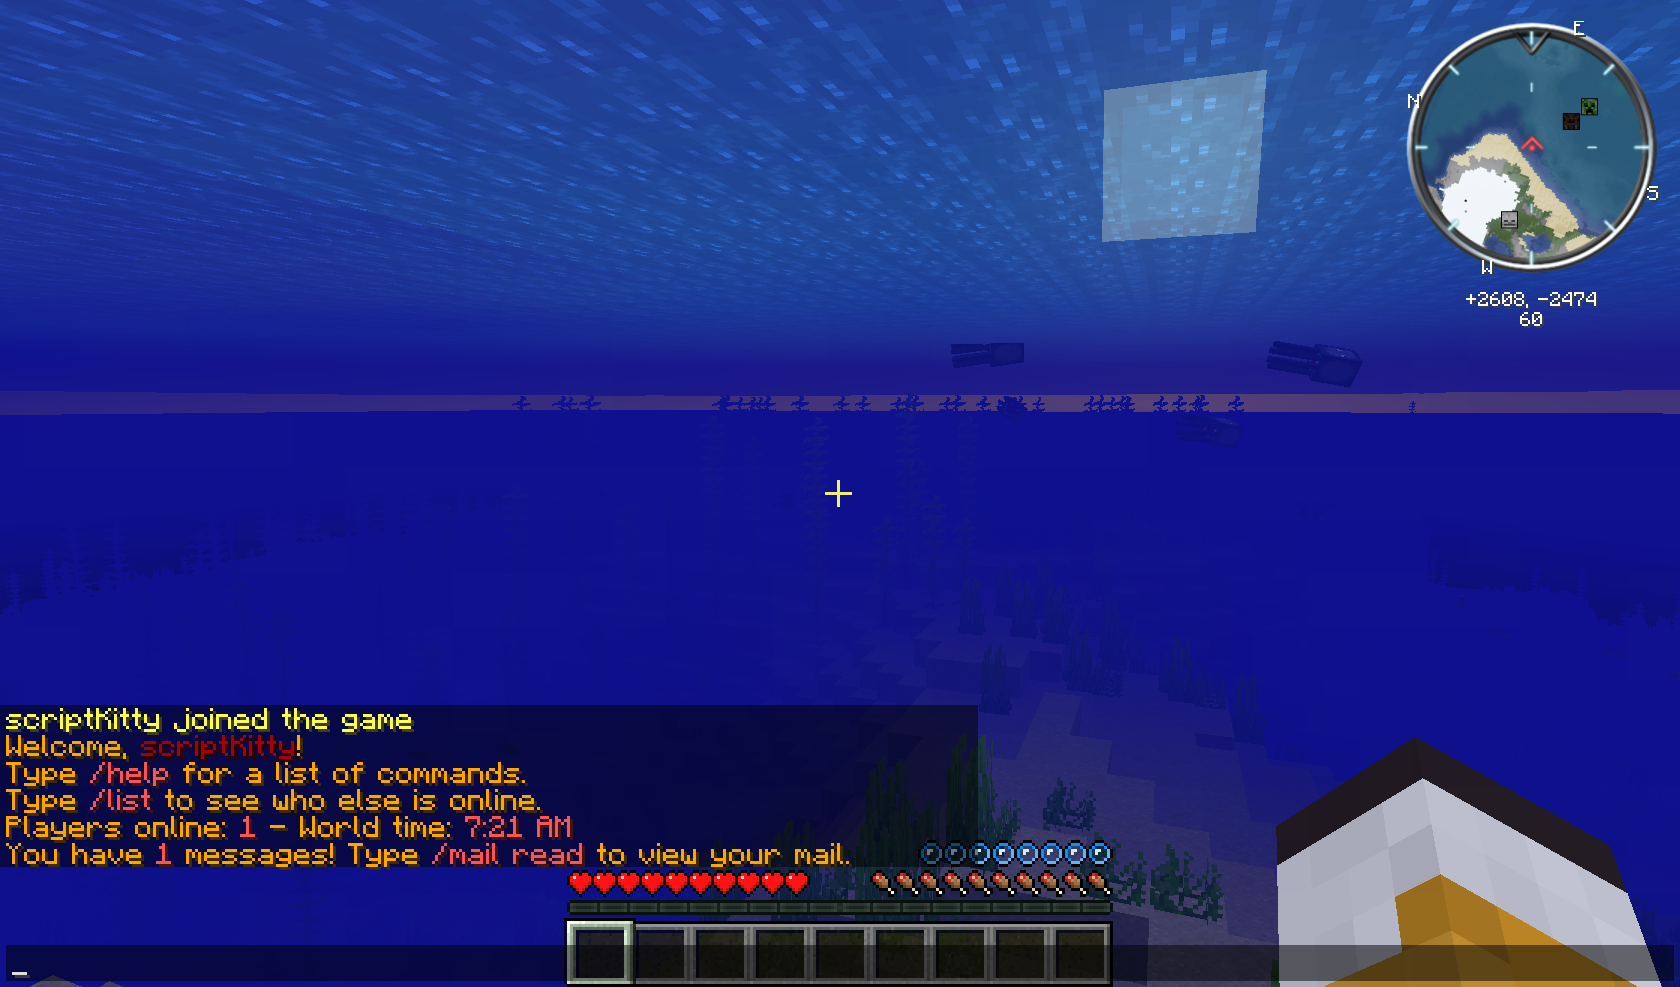 E
N
S
W
+2608, -2474
60
scriptKitty joined the game
Welcome, scriptKitty!
Type /help for a list of commands.
Type /list to see who else is online.
Players online: 1 - World time: 7:21 AM
You have 1 messages! Type /mail read to view your mail.
_